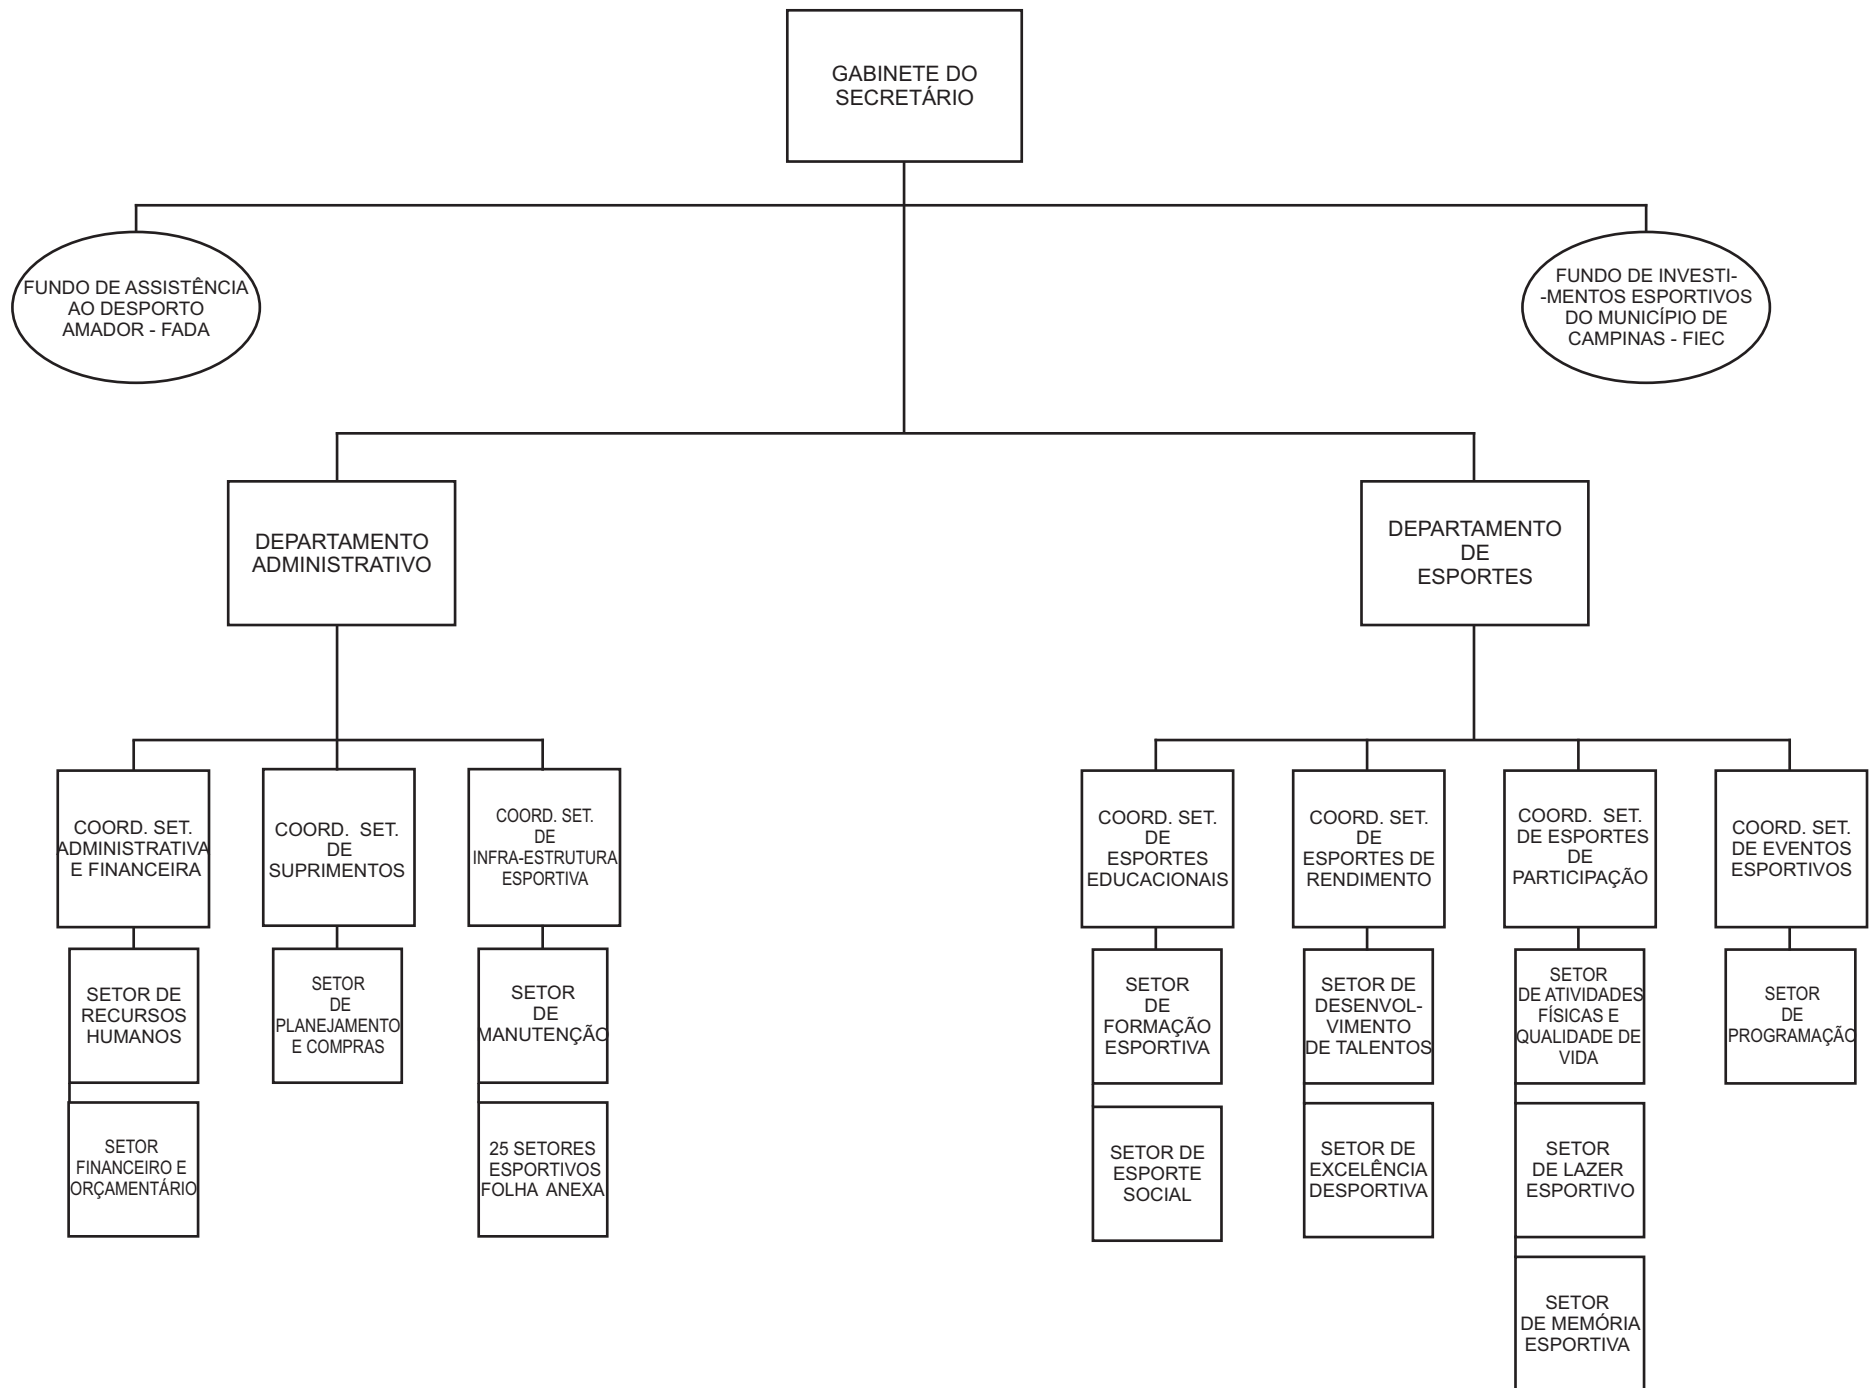 GABINETE DO
SECRETÁRIO
FUNDO DE ASSISTÊNCIA
AO DESPORTO
AMADOR - FADA
FUNDO DE INVESTI-
-MENTOS ESPORTIVOS
DO MUNICÍPIO DE
CAMPINAS - FIEC
DEPARTAMENTO
ADMINISTRATIVO
DEPARTAMENTO
DE
ESPORTES
COORD. SET.
ADMINISTRATIVA
E FINANCEIRA
COORD. SET.
DE
SUPRIMENTOS
COORD. SET.
DE
INFRA-ESTRUTURA
ESPORTIVA
COORD. SET.
DE
ESPORTES
EDUCACIONAIS
COORD. SET.
DE
ESPORTES DE
RENDIMENTO
COORD. SET.
DE ESPORTES
DE
PARTICIPAÇÃO
COORD. SET.
DE EVENTOS
ESPORTIVOS
SETOR DE
RECURSOS
HUMANOS
SETOR
DE
PLANEJAMENTO
E COMPRAS
SETOR
DE
MANUTENÇÃO
SETOR
DE
FORMAÇÃO
ESPORTIVA
SETOR DE
DESENVOL-
VIMENTO
DE TALENTOS
SETOR
DE ATIVIDADES
FÍSICAS E
QUALIDADE DE
VIDA
SETOR
DE
PROGRAMAÇÃO
SETOR
FINANCEIRO E
ORÇAMENTÁRIO
25 SETORES
ESPORTIVOS
FOLHA ANEXA
SETOR DE
ESPORTE
SOCIAL
SETOR DE
EXCELÊNCIA
DESPORTIVA
SETOR
DE LAZER
ESPORTIVO
SETOR
DE MEMÓRIA
ESPORTIVA